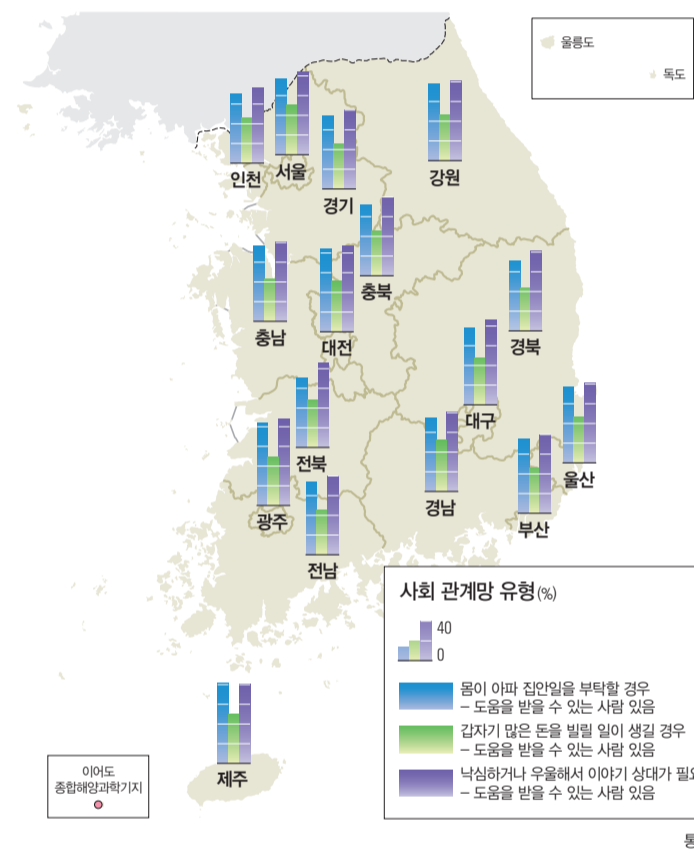 울릉도
독도
인천
서울
경기
강원
충북
충남
대전
경북
대구
전북
울산
광주
경남
부산
전남
제주
이어도
종합해양과학기지
사회 관계망 유형(%)
40
0
몸이 아파 집안일을 부탁할 경우
– 도움을 받을 수 있는 사람 있음
갑자기 많은 돈을 빌릴 일이 생길 경우
– 도움을 받을 수 있는 사람 있음
낙심하거나 우울해서 이야기 상대가
– 도움을 받을 수 있는 사람 있음
통